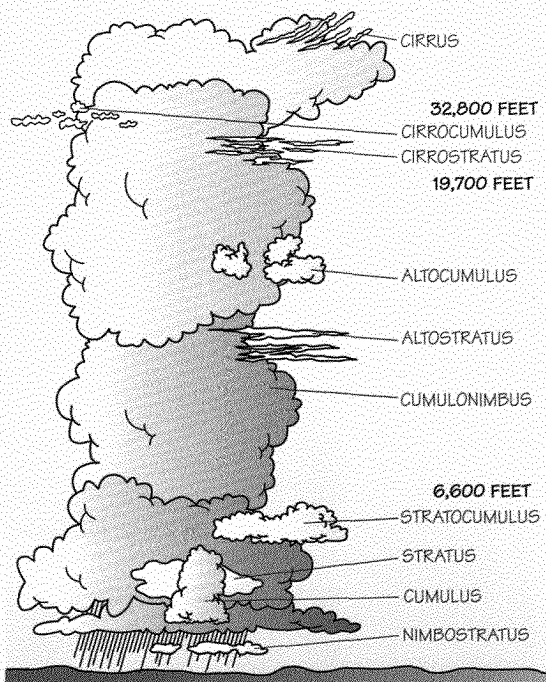 CIRRUS
32,800 FEET
CIRROCUMULUS
CIRROSTRATUS
19,700 FEET
ALTOCUMULUS
ALTOSTRATUS
CUMULONIMBUS
6,600 FEET
STRATOCUMULUS
STRATUS
CUMULUS
NIMBOSTRATUS